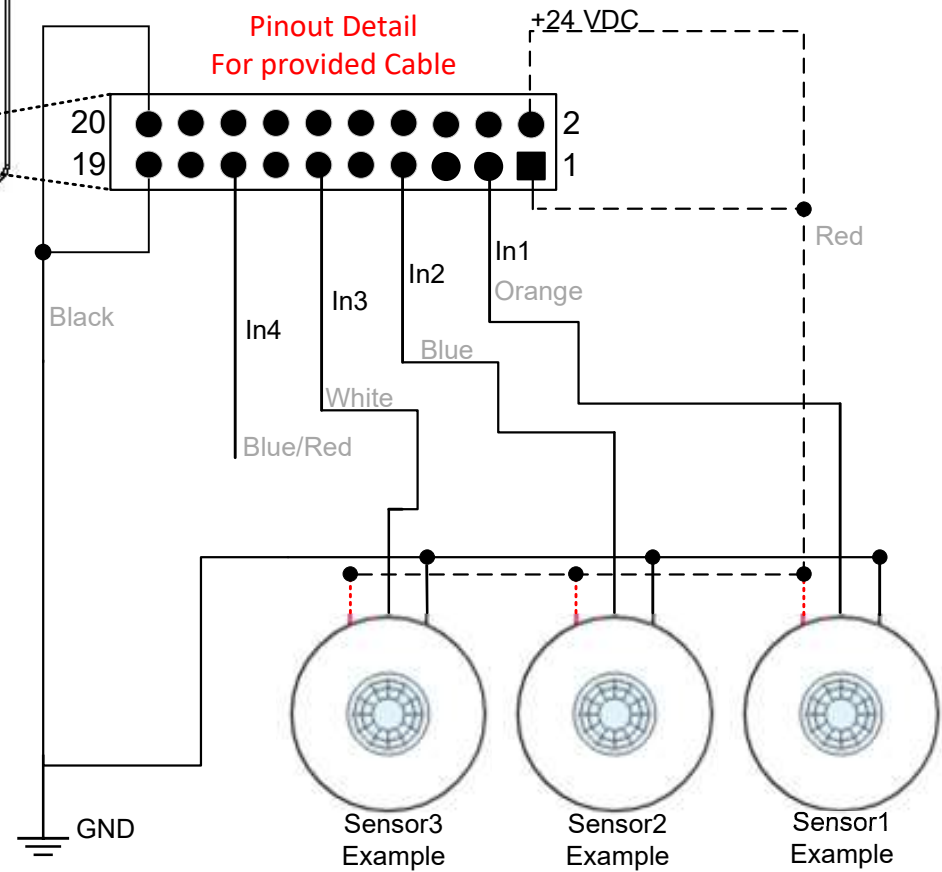 Pinout Detail
For provided Cable
+24 VDC
20
2
19
1
Red
In1
Orange
In2
Blue
In3
White
In4
Blue/Red
Black
GND
Sensor3
Example
Sensor2
Example
Sensor1
Example